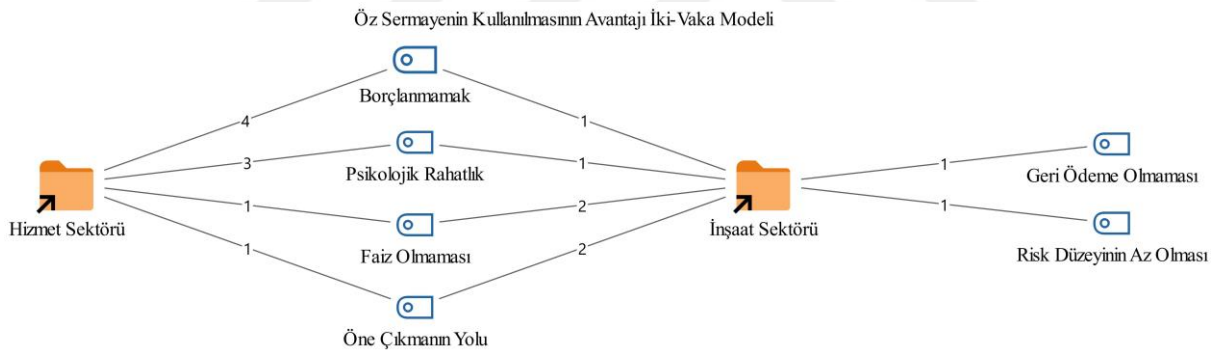 Öz Sermayenin Kullanılmasının Avantajı İki-Vaka Modeli
Borçlanmamak
4
1
Psikolojik Rahatlık
3
1
1
Geri Ödeme Olmaması
Hizmet Sektörü
İnşaat Sektörü
1
2
1
Faiz Olmaması
Risk Düzeyinin Az Olması
1
2
Öne Çıkmanın Yolu